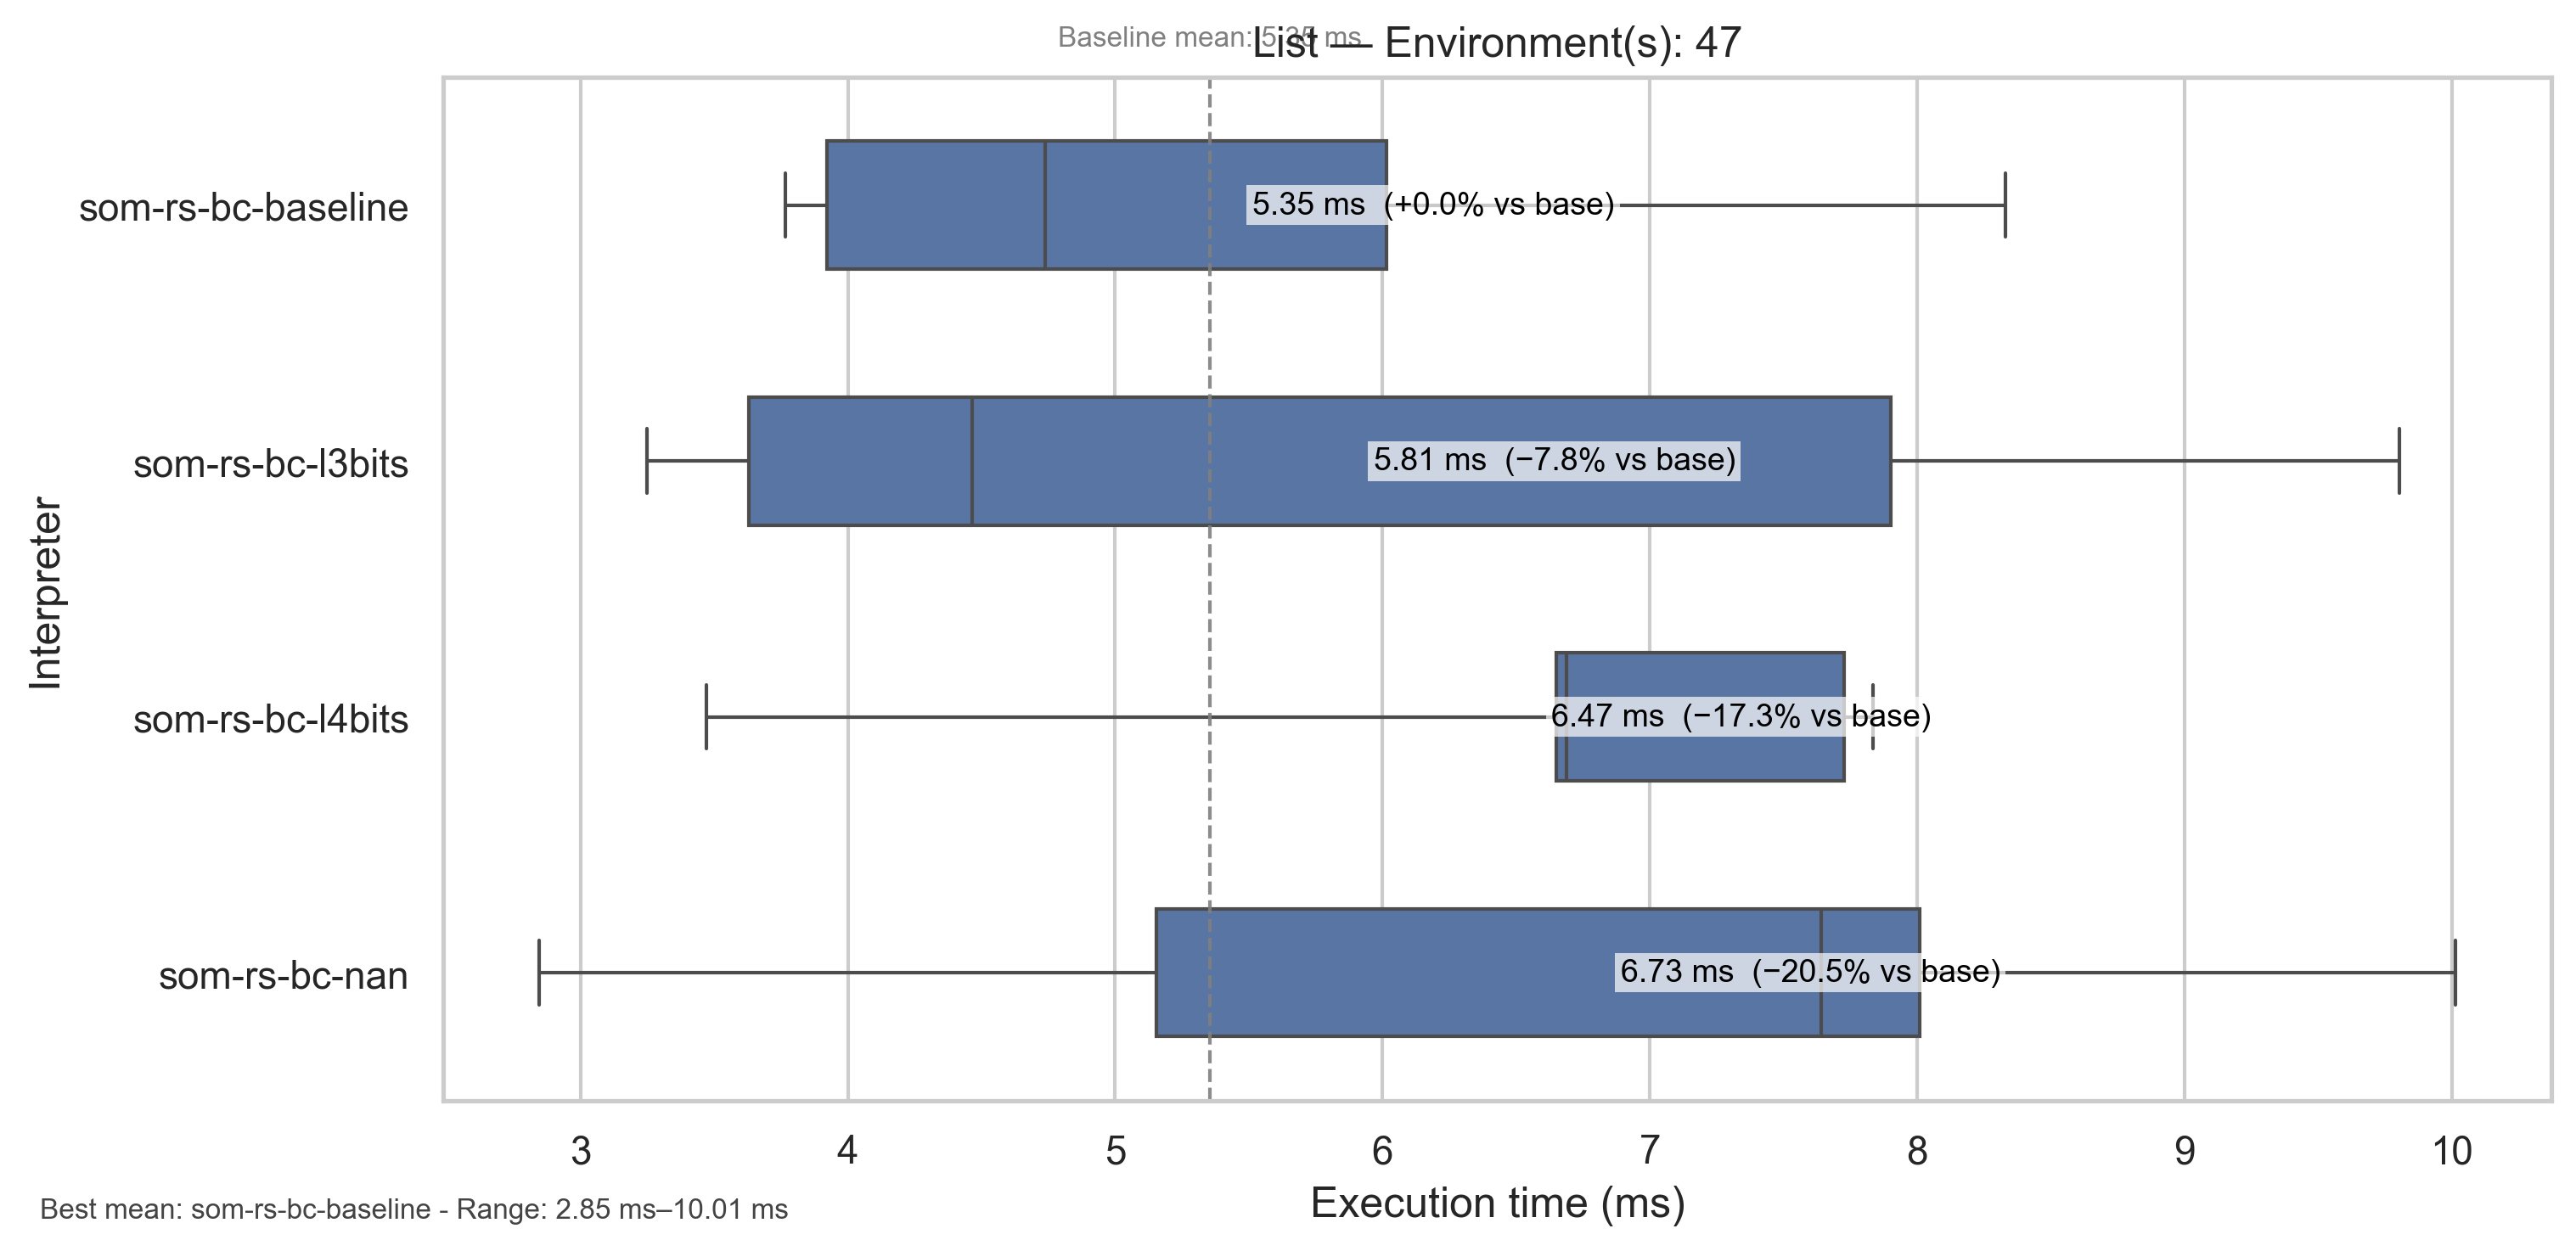 Baseline mean: 5.35 ms
List — Environment(s): 47
som-rs-bc-baseline
5.35 ms (+0.0% vs base)
som-rs-bc-l3bits
5.81 ms (−7.8% vs base)
som-rs-bc-l4bits
6.47 ms (−17.3% vs base)
som-rs-bc-nan
6.73 ms (−20.5% vs base)
Interpreter
3 4 5 6 7 8 9 10
Execution time (ms)
Best mean: som-rs-bc-baseline - Range: 2.85 ms–10.01 ms